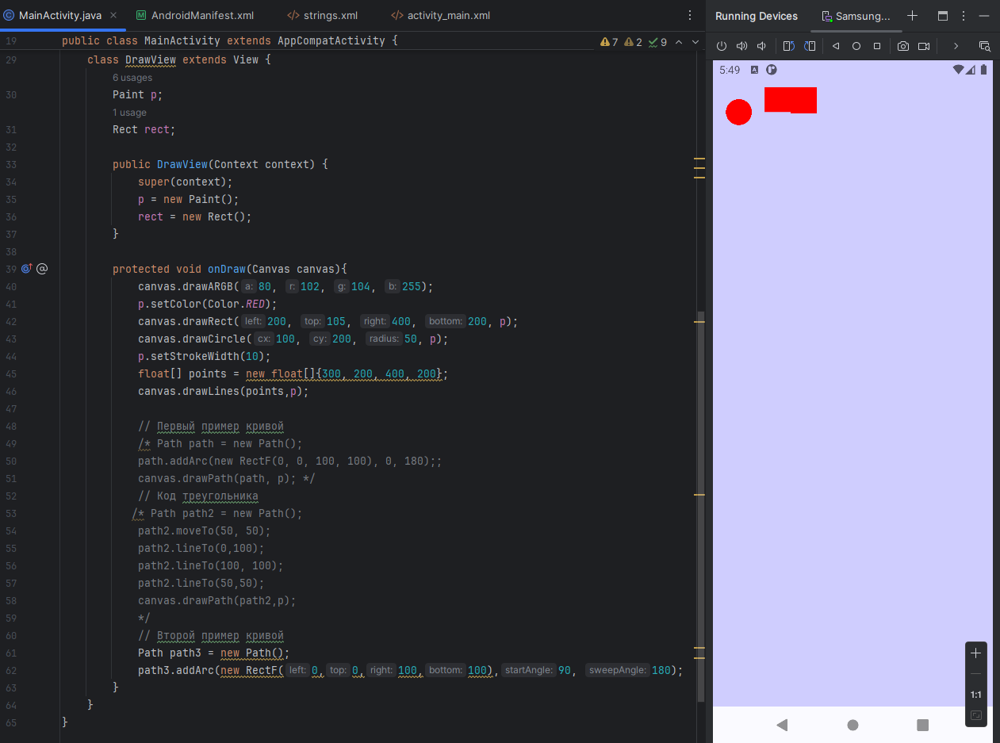 MainActivity.java AndroidManifest.xml strings.xml activity_main.xml Running Devices Samsung...
19 public class MainActivity extends AppCompatActivity { 7 2 9
29 class DrawView extends View {
6 usages
30 Paint p;
1 usage
31 Rect rect;
32
33 public DrawView(Context context) {
34 super(context);
35 p = new Paint();
36 rect = new Rect();
37 }
38
39 protected void onDraw(Canvas canvas){
40 canvas.drawARGB( a: 80, r: 102, g: 104, b: 255);
41 p.setColor(Color.RED);
42 canvas.drawRect( left: 200, top: 105, right: 400, bottom: 200, p);
43 canvas.drawCircle( cx: 100, cy: 200, radius: 50, p);
44 p.setStrokeWidth(10);
45 float[] points = new float[]{300, 200, 400, 200};
46 canvas.drawLines(points,p);
47
48 // Первый пример кривой
49 /* Path path = new Path();
50 path.addArc(new RectF(0, 0, 100, 100), 0, 180);;
51 canvas.drawPath(path, p); */
52 // Код треугольника
53 /* Path path2 = new Path();
54 path2.moveTo(50, 50);
55 path2.lineTo(0,100);
56 path2.lineTo(100, 100);
57 path2.lineTo(50,50);
58 canvas.drawPath(path2,p);
59 */
60 // Второй пример кривой
61 Path path3 = new Path();
62 path3.addArc(new RectF( left: 0, top: 0, right: 100, bottom: 100), startAngle: 90, sweepAngle: 180);
63 }
64 }
65 }
5:49 A
1:1